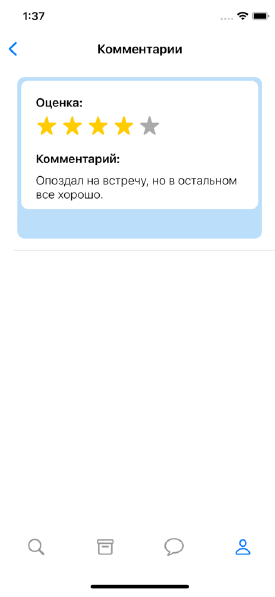 1:37
Комментарии
Оценка:
Комментарий:
Опоздал на встречу, но в остальном
все хорошо.